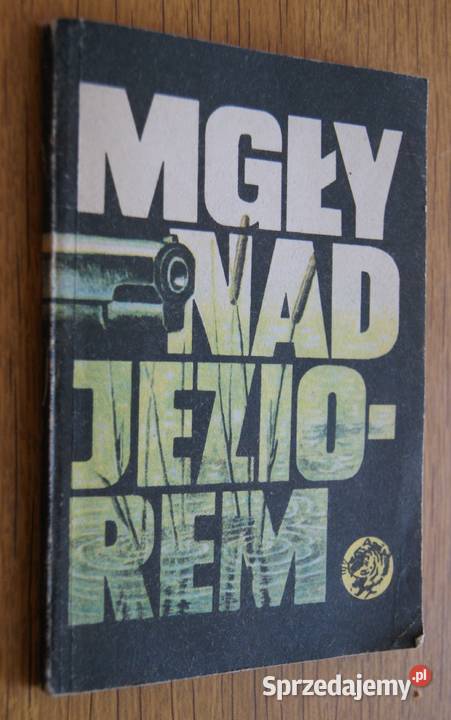 MGŁY
NAD
JEZIO-
REM
Sprzedajemy.pl